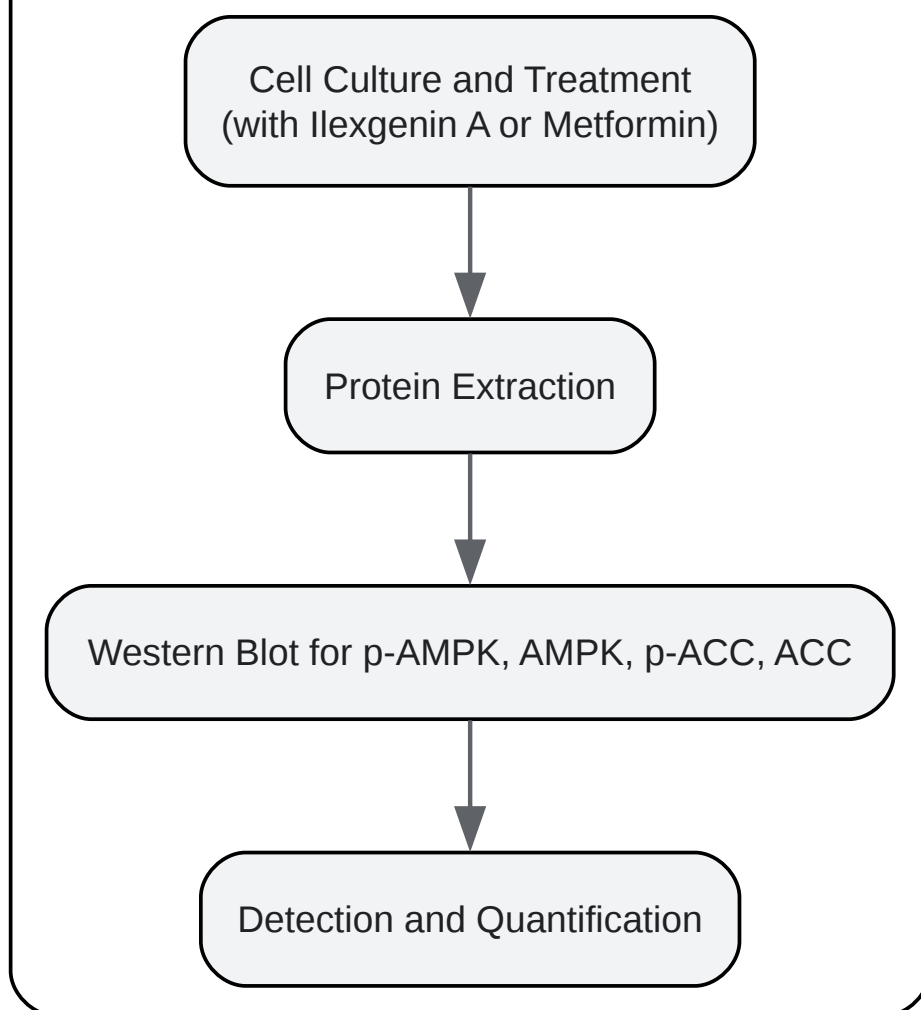 Cell Culture and Treatment
(with Ilexgenin A or Metformin)
Protein Extraction
Western Blot for p-AMPK, AMPK, p-ACC, ACC
Detection and Quantification